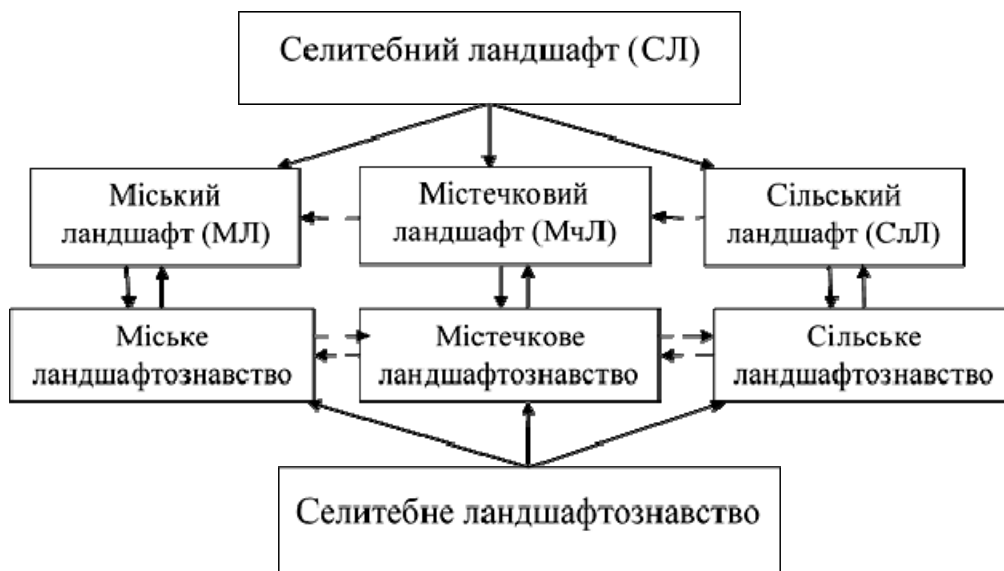 Селитебний ландшафт (СЛ)
Міський
ландшафт (МЛ)
Містечковий
ландшафт (МчЛ)
Сільський
ландшафт (СлЛ)
Міське
ландшафтознавство
Містечкове
ландшафтознавство
Сільське
ландшафтознавство
Селитебне ландшафтознавство